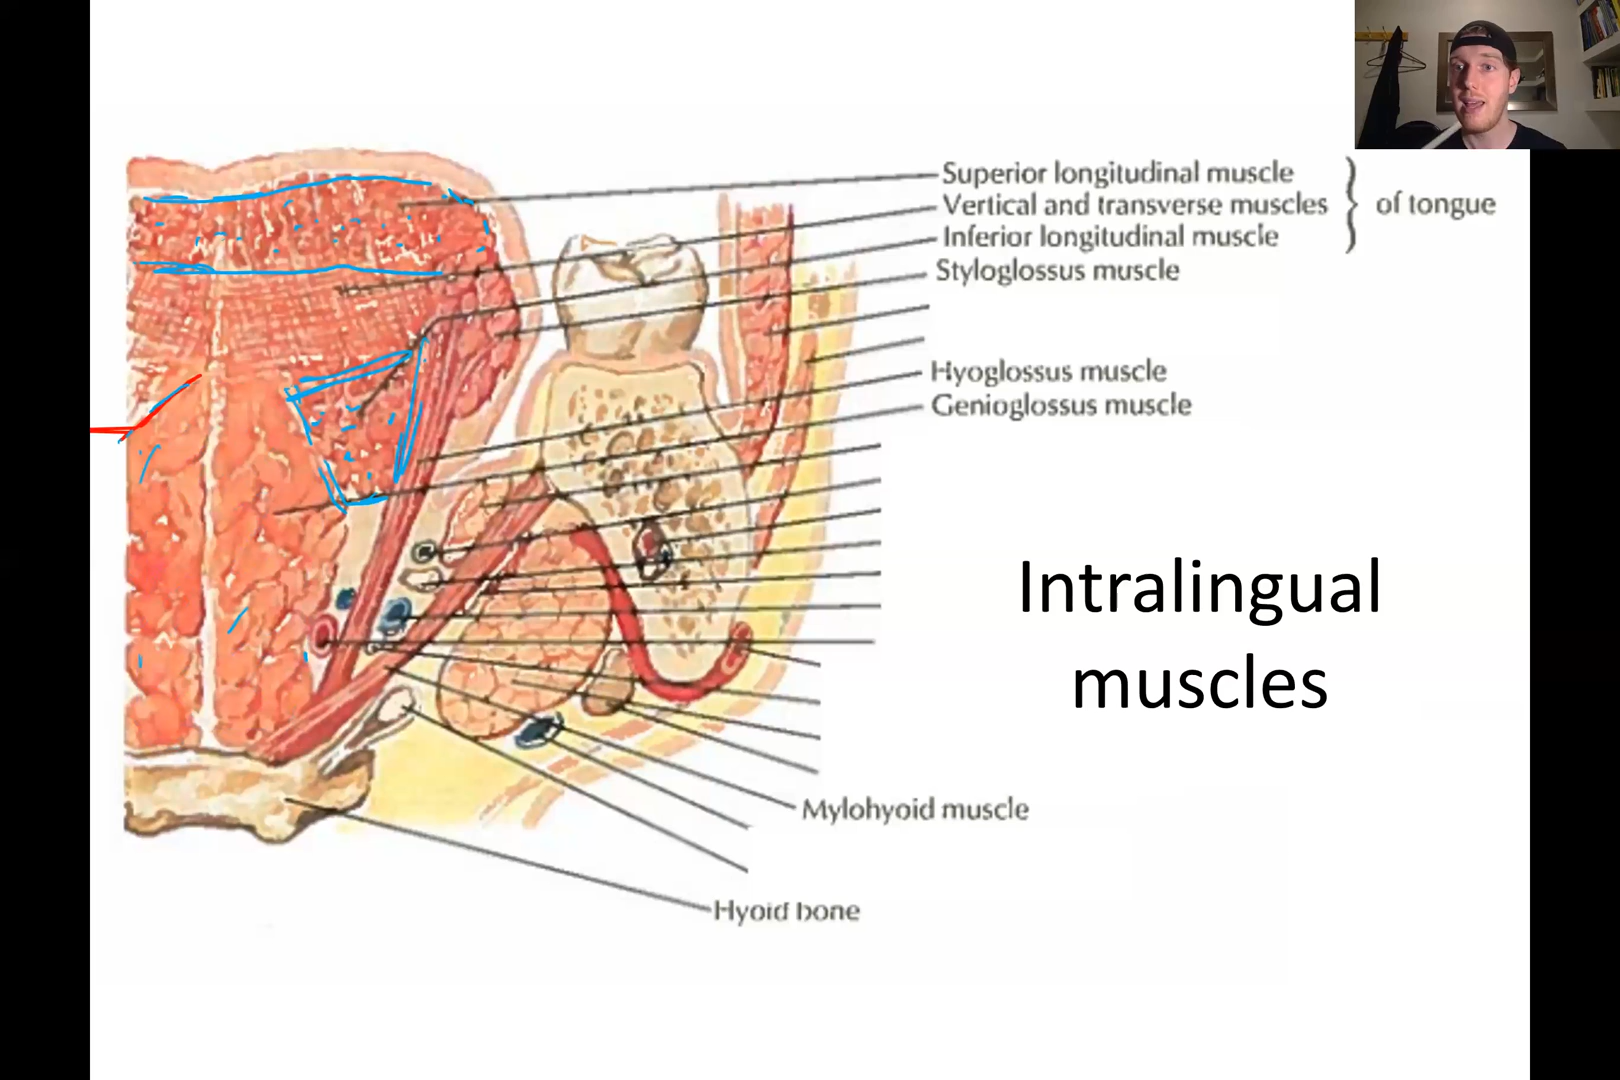 Superior longitudinal muscle
Vertical and transverse muscles
of tongue
Inferior longitudinal muscle
Styloglossus muscle
Hyoglossus muscle
Genioglossus muscle
Intralingual
muscles
Mylohyoid muscle
Hyoid bone